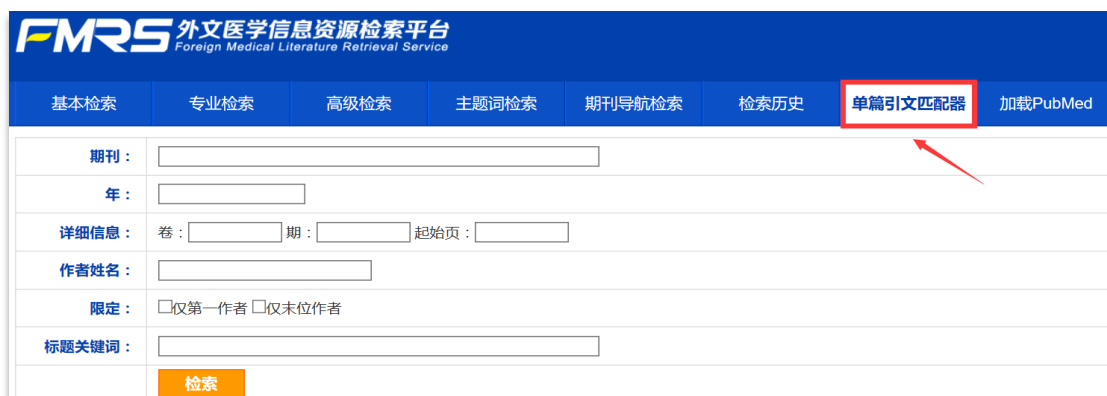 FMRS 外文医学信息资源检索平台
Foreign Medical Literature Retrieval Service
基本检索 专业检索 高级检索 主题词检索 期刊导航检索 检索历史 单篇引文匹配器 加载PubMed
期刊：
年：
详细信息： 卷： 期： 起始页：
作者姓名：
限定： 仅第一作者 仅末位作者
标题关键词：
检索